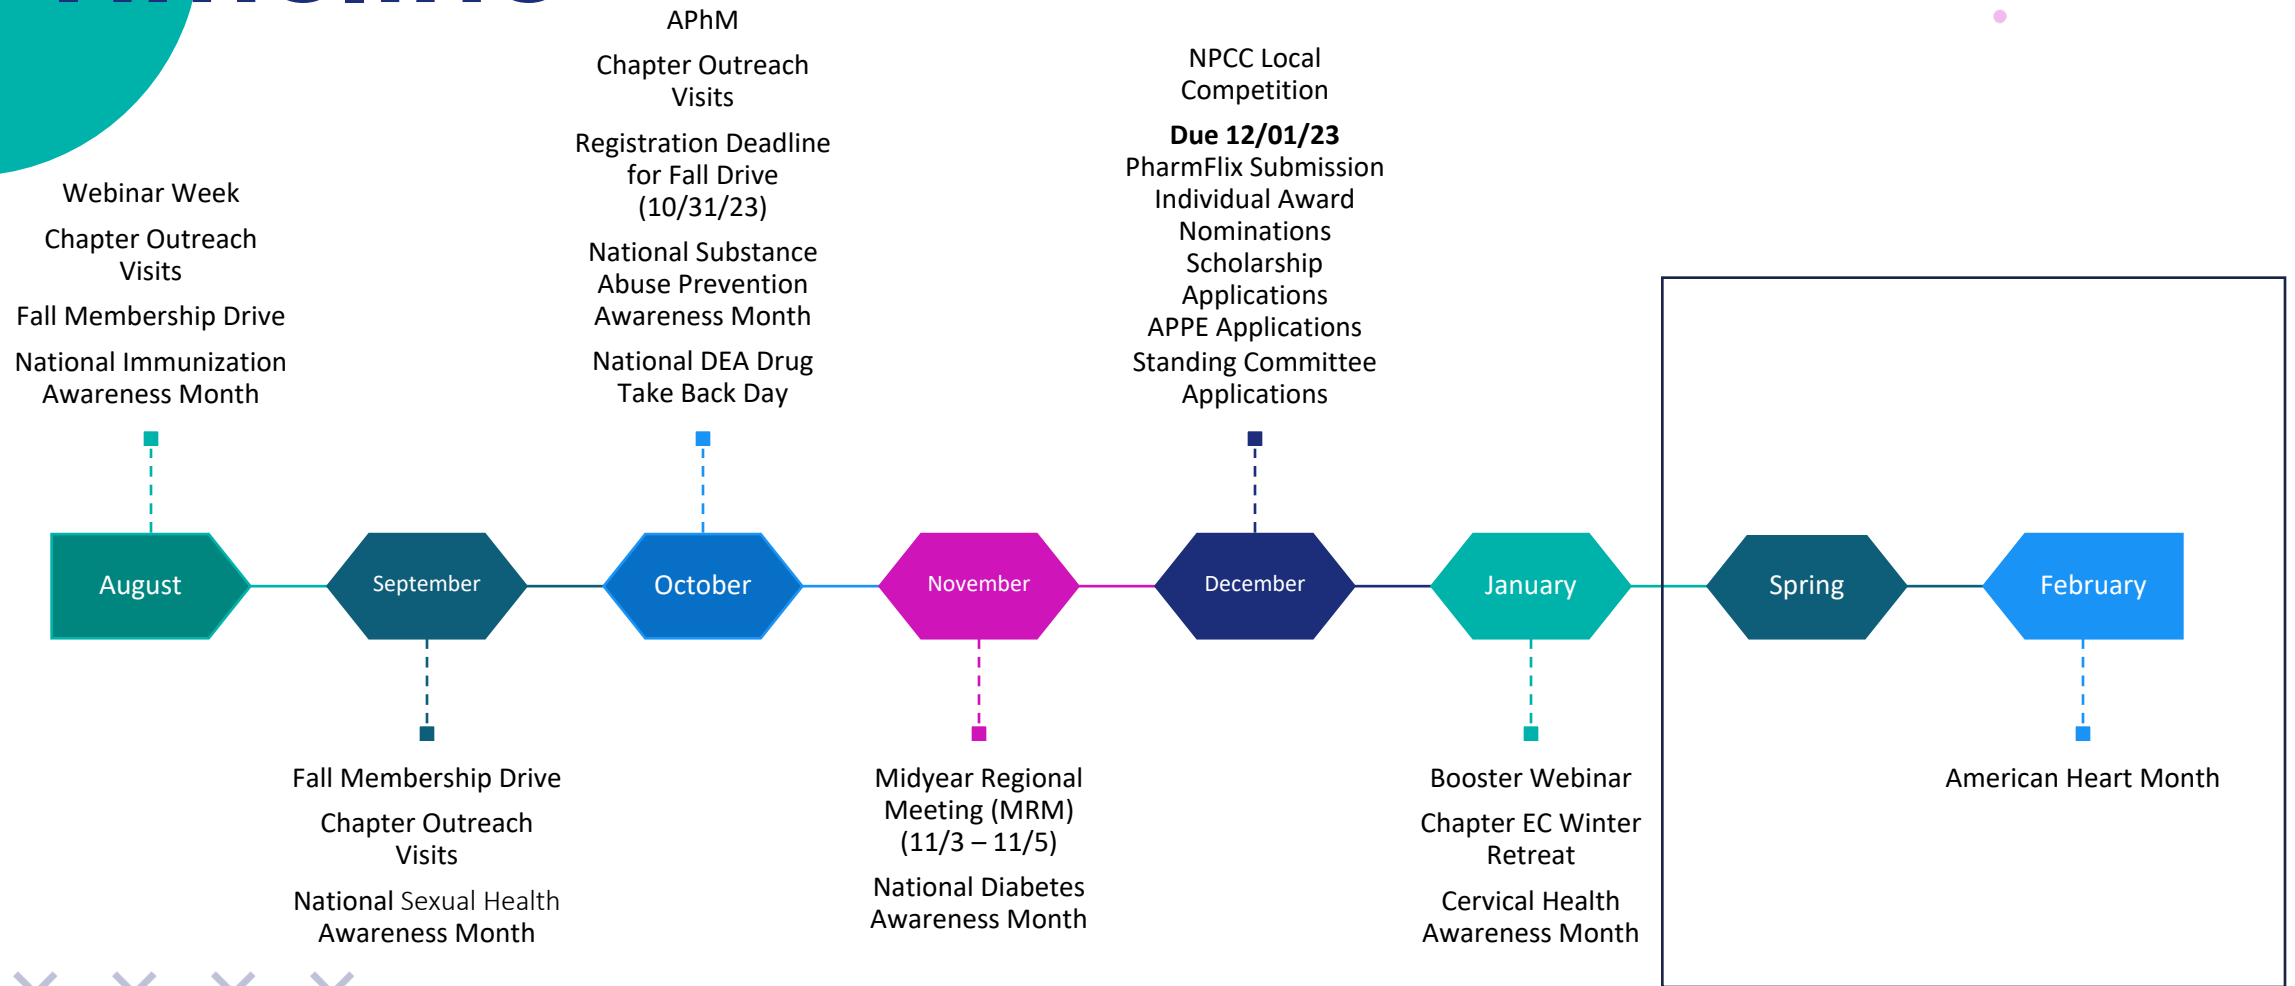 Webinar Week
Chapter Outreach
Visits
Fall Membership Drive
National Immunization
Awareness Month
APhM
Chapter Outreach
Visits
Registration Deadline
for Fall Drive
(10/31/23)
National Substance
Abuse Prevention
Awareness Month
National DEA Drug
Take Back Day
NPCC Local
Competition
Due 12/01/23
PharmFlix Submission
Individual Award
Nominations
Scholarship
Applications
APPE Applications
Standing Committee
Applications
August
September
October
November
December
January
Spring
February
Fall Membership Drive
Chapter Outreach
Visits
National Sexual Health
Awareness Month
Midyear Regional
Meeting (MRM)
(11/3 – 11/5)
National Diabetes
Awareness Month
Booster Webinar
Chapter EC Winter
Retreat
Cervical Health
Awareness Month
American Heart Month